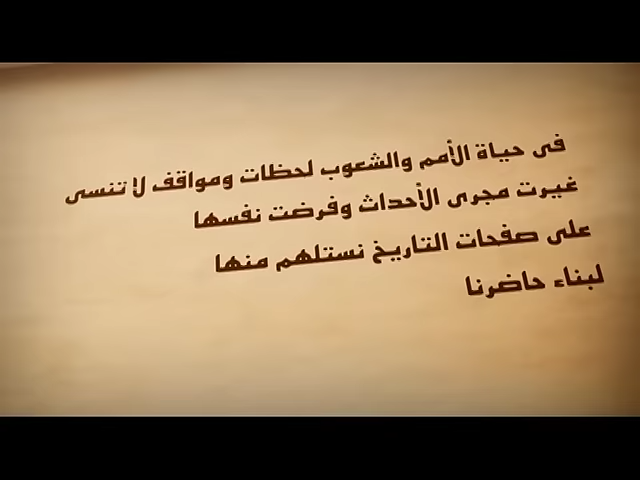 فى حياة الأمم والشعوب لحظات ومواقف لا تنسى
غيرت مجرى الأحداث وفرضت نفسها
على صفحات التاريخ نستلهم منها
لبناء حاضرنا